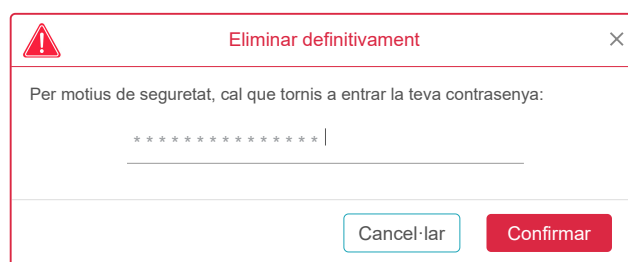 Eliminar definitivament
Per motius de seguretat, cal que tornis a entrar la teva contrasenya:
* * * * * * * * * * * * * * *
Cancel·lar
Confirmar